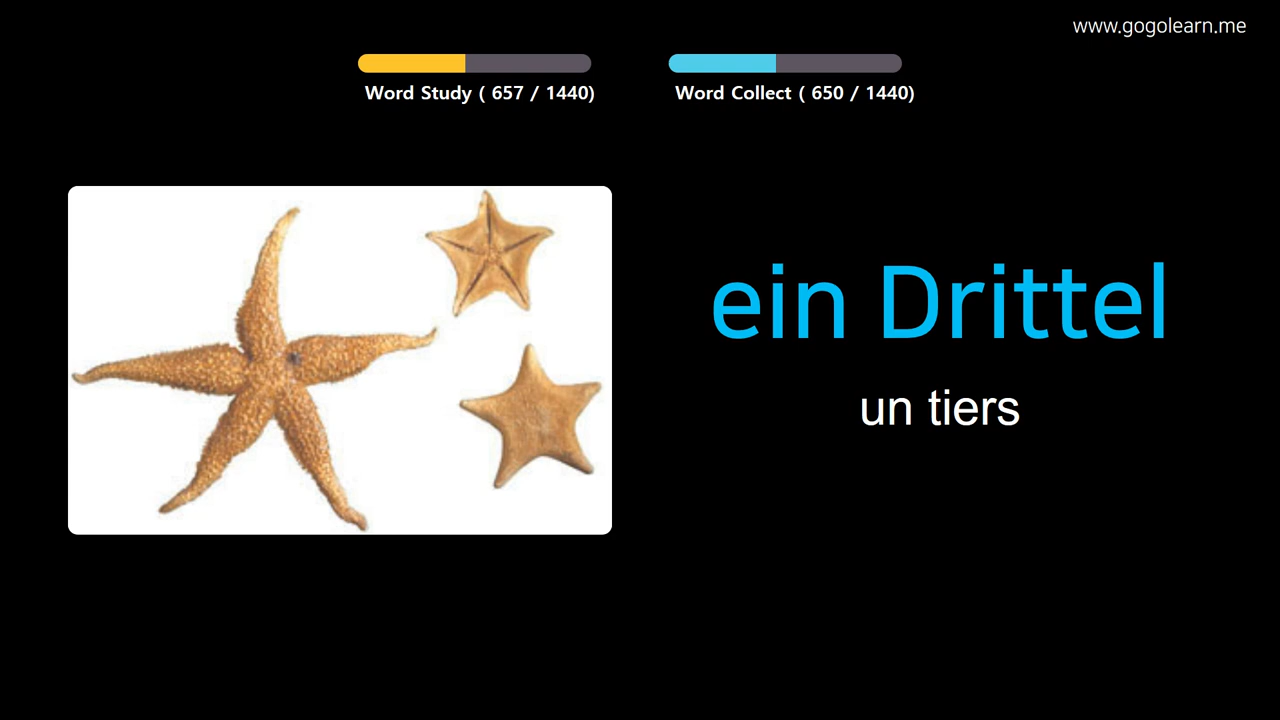 www.gogolearn.me
Word Study ( 657 / 1440)
Word Collect ( 650 / 1440)
ein Drittel
un tiers